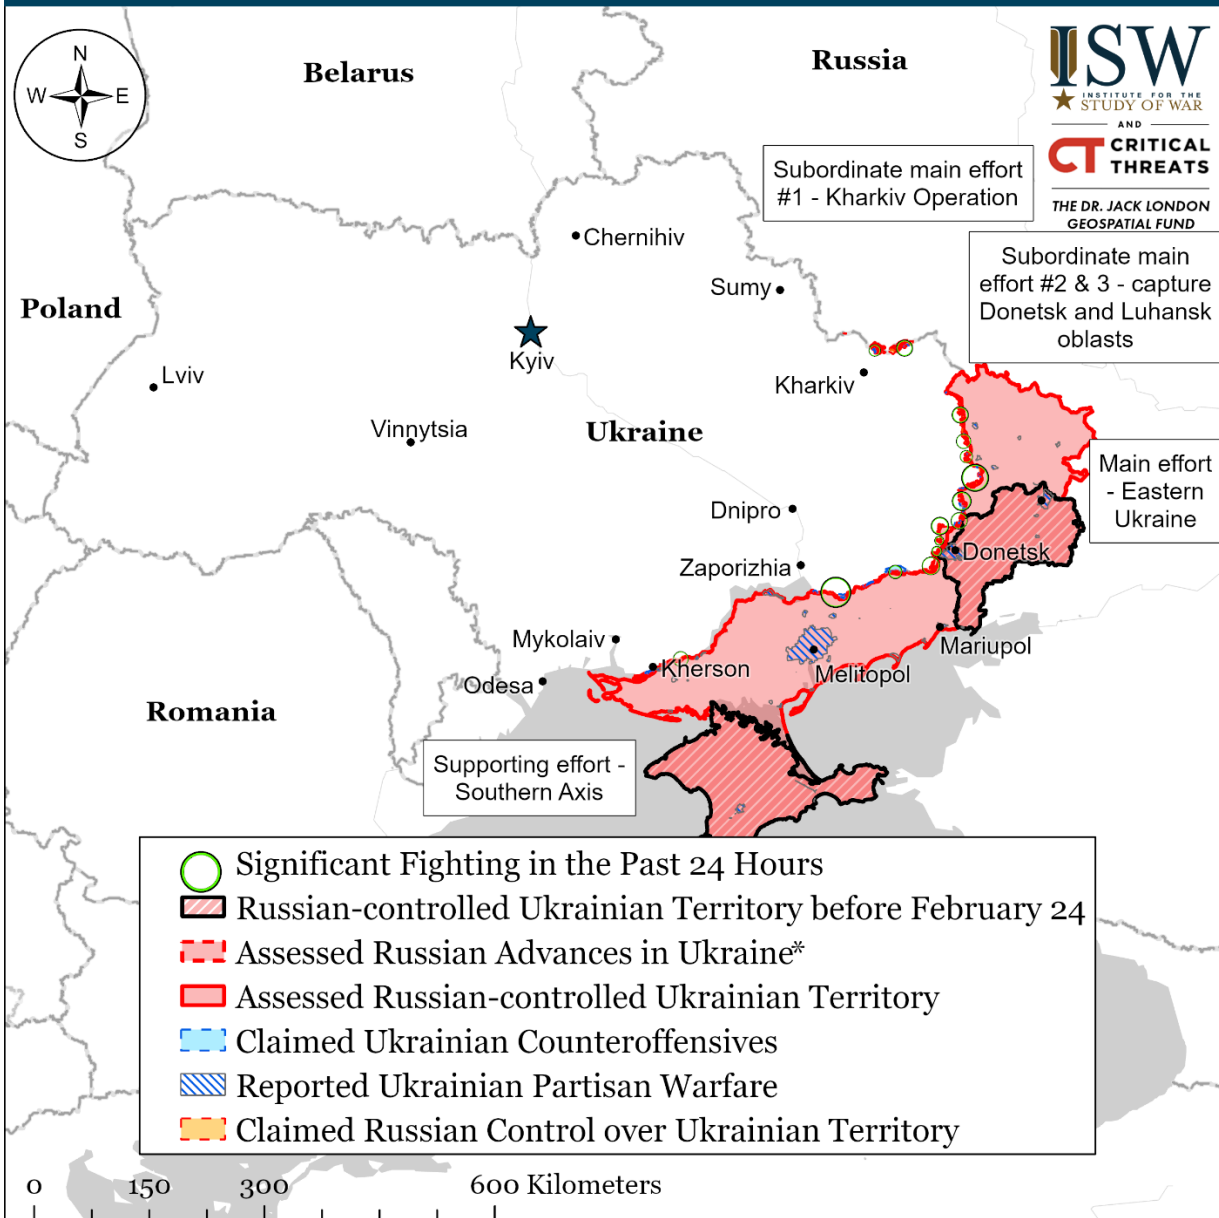 N
W
E
S
Belarus
Russia
ISW
INSTITUTE FOR THE
STUDY OF WAR
AND
CT CRITICAL
THREATS
THE DR. JACK LONDON
GEOSPATIAL FUND
Subordinate main effort
#1 - Kharkiv Operation
Subordinate main
effort #2 & 3 - capture
Donetsk and Luhansk
oblasts
Chernihiv
Sumy
Poland
Kyiv
Lviv
Kharkiv
Vinnytsia
Ukraine
Main effort
- Eastern
Ukraine
Dnipro
Donetsk
Zaporizhia
Mykolaiv
Mariupol
Kherson
Melitopol
Odesa
Romania
Supporting effort -
Southern Axis
Significant Fighting in the Past 24 Hours
Russian-controlled Ukrainian Territory before February 24
Assessed Russian Advances in Ukraine*
Assessed Russian-controlled Ukrainian Territory
Claimed Ukrainian Counteroffensives
Reported Ukrainian Partisan Warfare
Claimed Russian Control over Ukrainian Territory
0 150 300 600 Kilometers